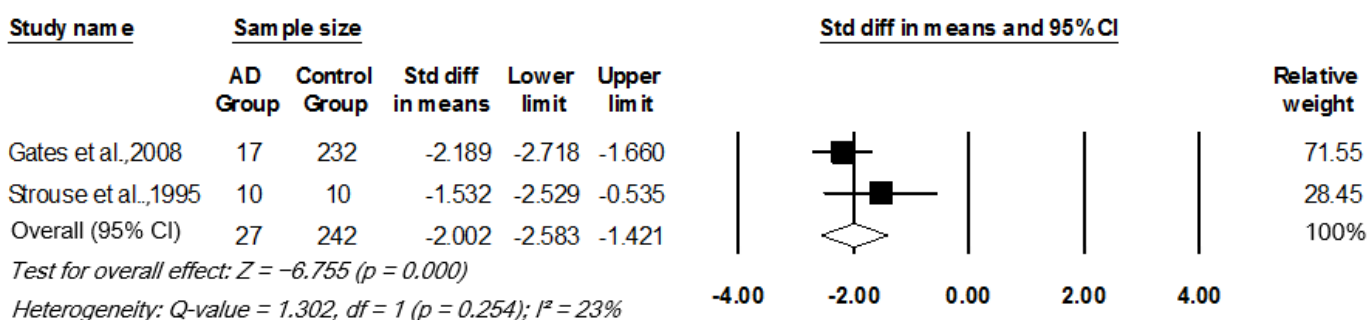 Study name Sample size Std diff in means and 95% CI
AD Control Std diff Lower Upper Relative
Group Group in means limit limit weight
Gates et al.,2008 17 232 -2.189 -2.718 -1.660 71.55
Strouse et al..,1995 10 10 -1.532 -2.529 -0.535 28.45
Overall (95% CI) 27 242 -2.002 -2.583 -1.421 100%
Test for overall effect: Z = −6.755 (p = 0.000)
-4.00 -2.00 0.00 2.00 4.00
Heterogeneity: Q-value = 1.302, df = 1 (p = 0.254); I² = 23%